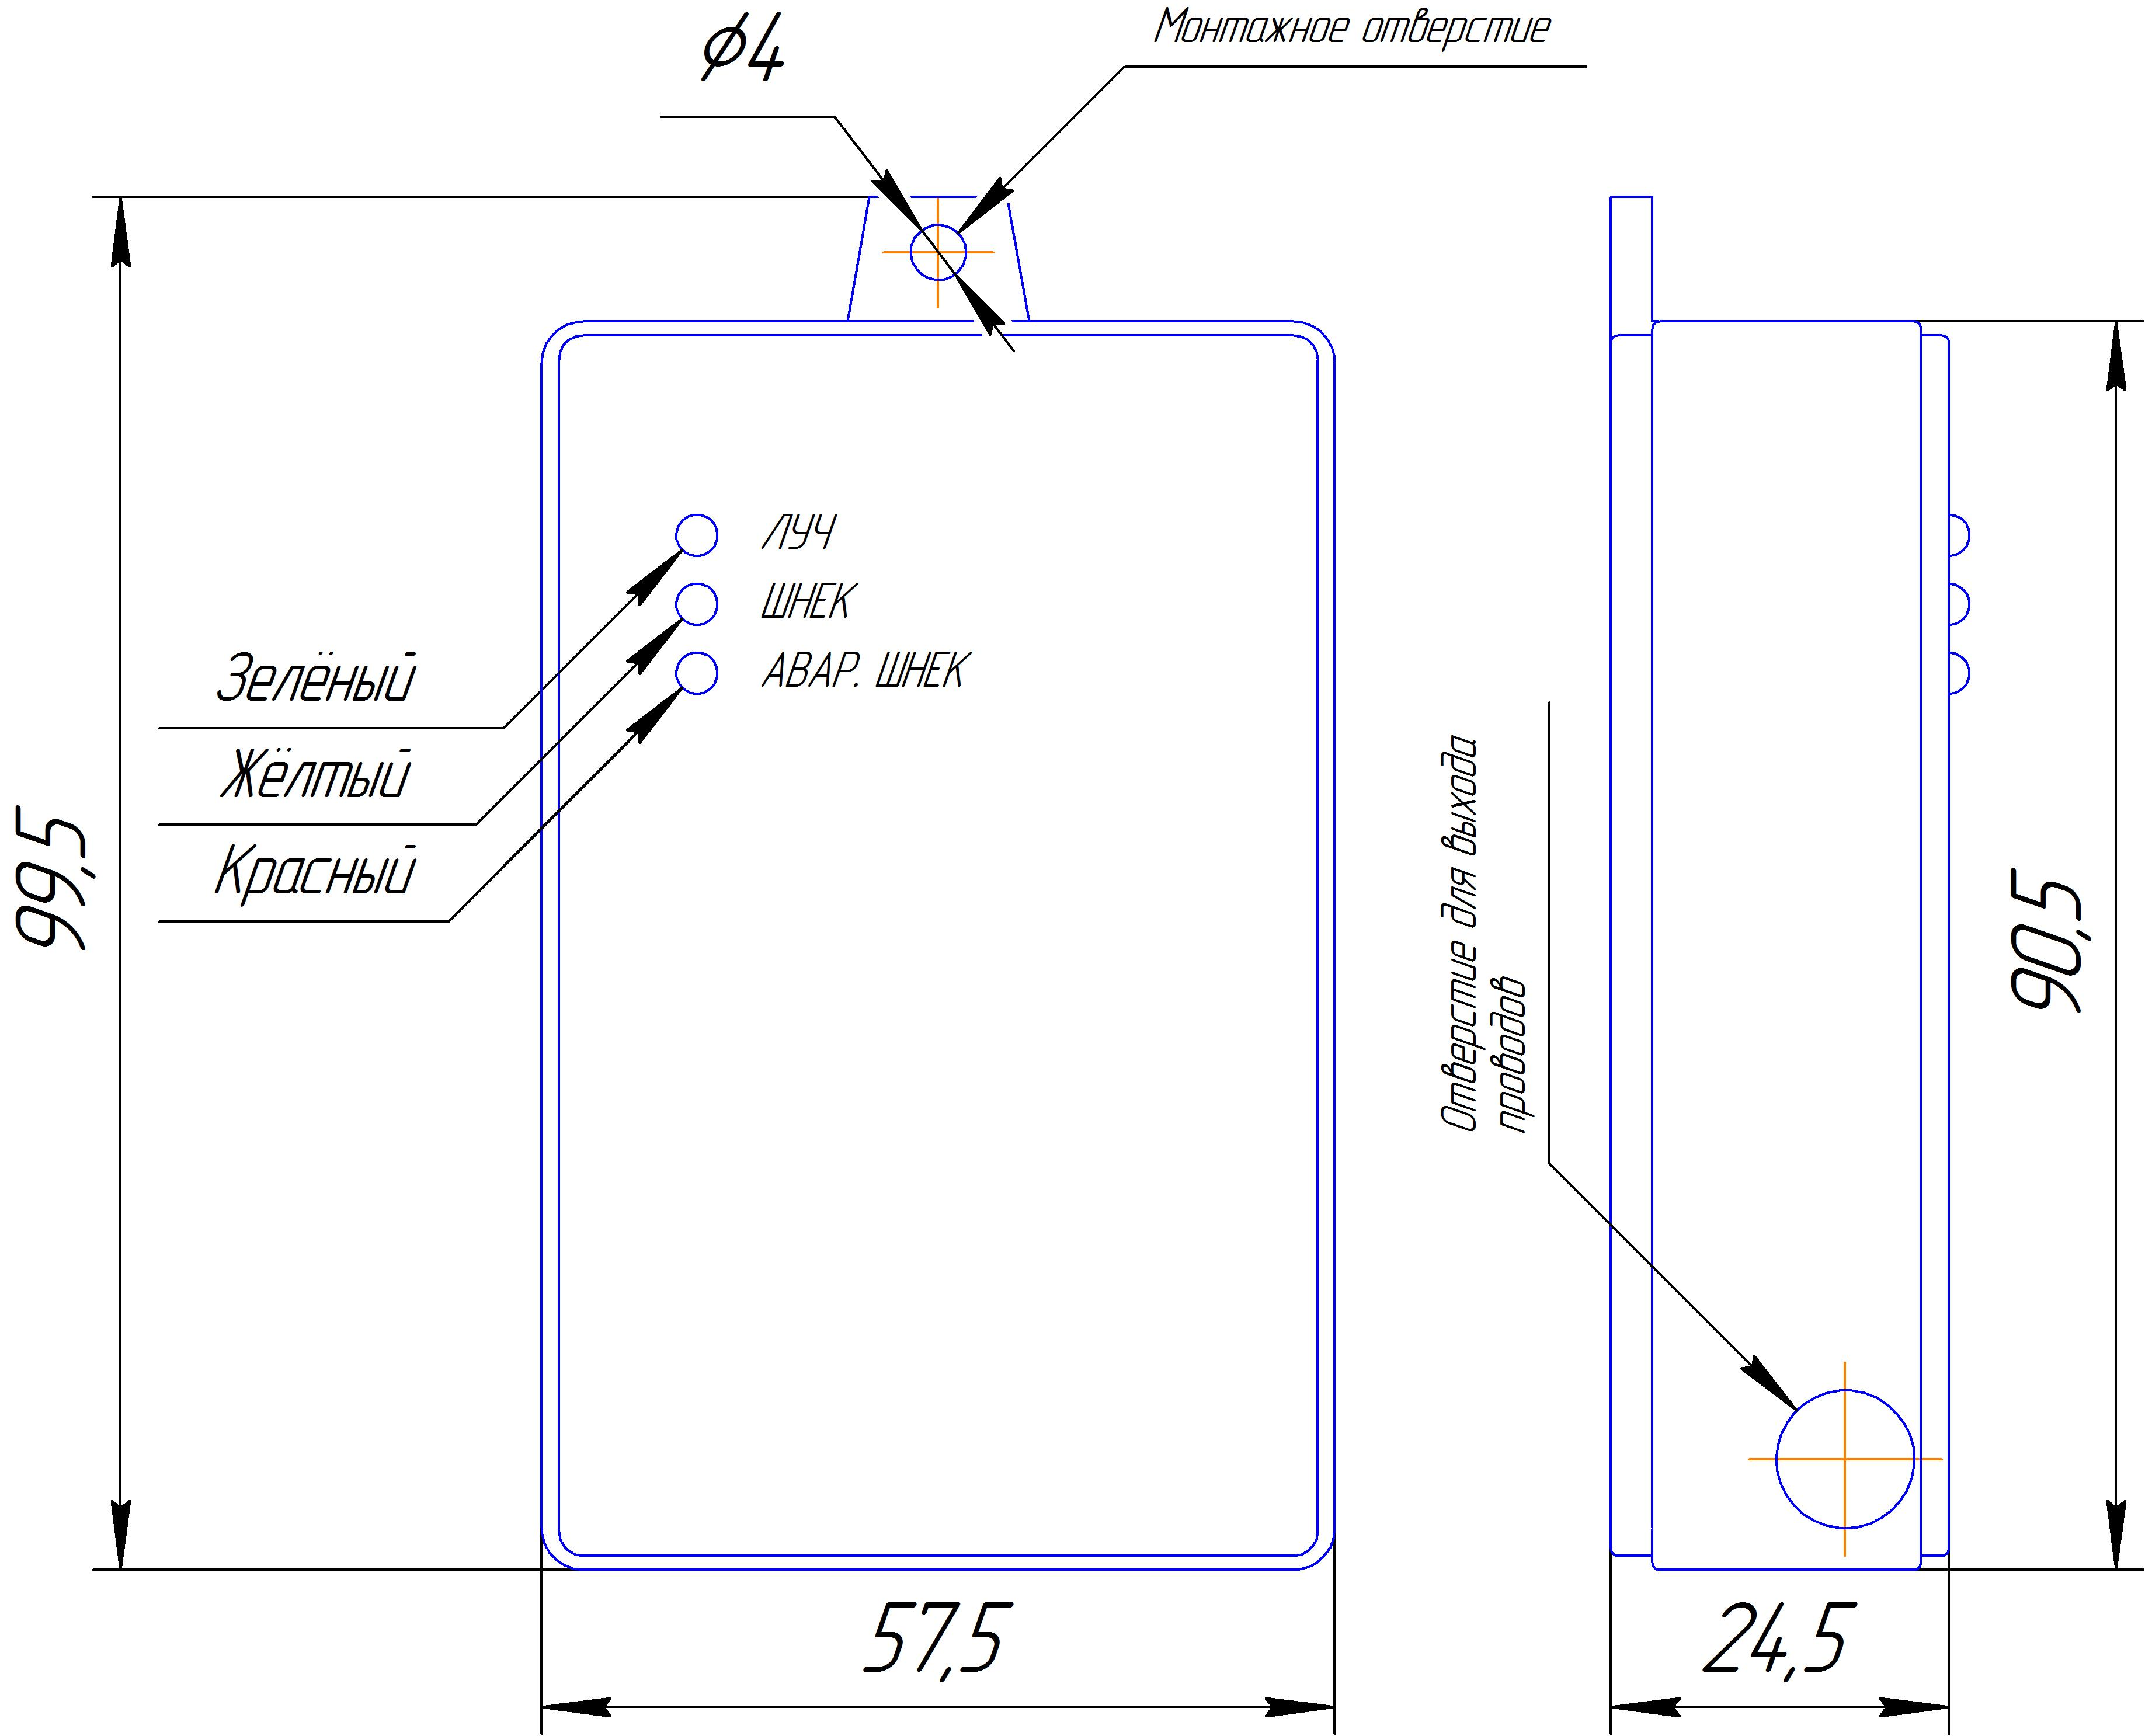 ⌀4
Монтажное отверстие
ЛУЧ
ШНЕК
АВАР. ШНЕК
Зелёный
Жёлтый
Красный
99,5
Отверстие для выхода
проводов
90,5
57,5
24,5